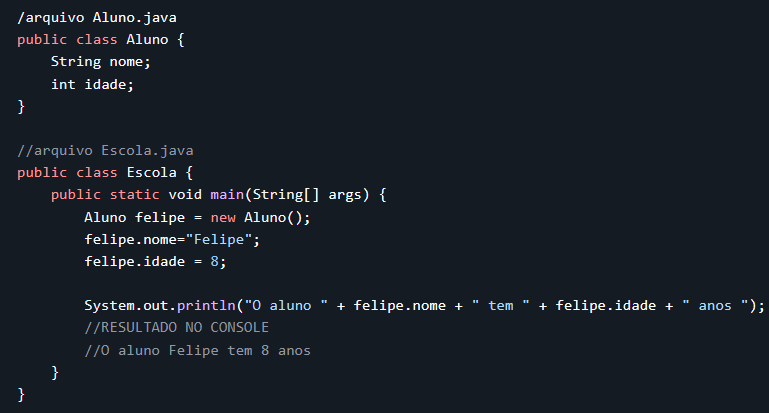 /arquivo Aluno.java
public class Aluno {
    String nome;
    int idade;
}

//arquivo Escola.java
public class Escola {
    public static void main(String[] args) {
        Aluno felipe = new Aluno();
        felipe.nome="Felipe";
        felipe.idade = 8;

        System.out.println("O aluno " + felipe.nome + " tem " + felipe.idade + " anos ");
        //RESULTADO NO CONSOLE
        //O aluno Felipe tem 8 anos
    }
}